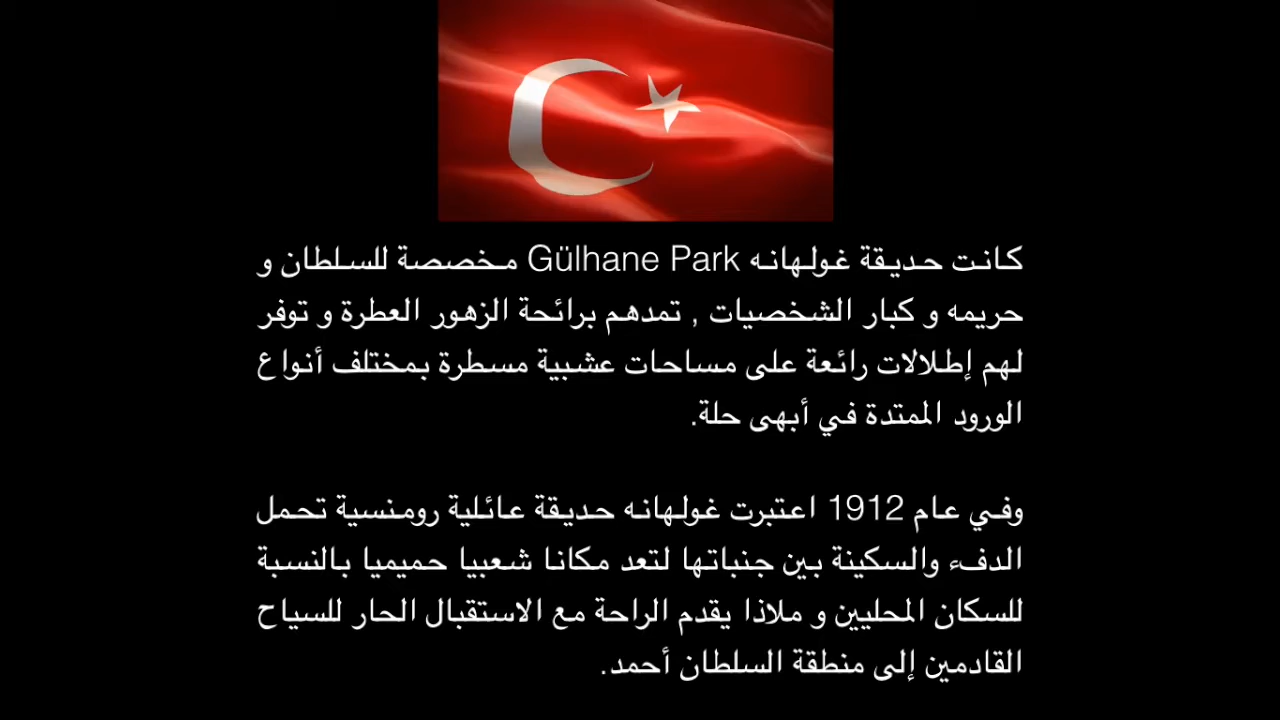 كانت حديقة غولهانه Gülhane Park مخصصة للسلطان و
حريمه و كبار الشخصيات , تمدهم برائحة الزهور العطرة و توفر
لهم إطلالات رائعة على مساحات عشبية مسطرة بمختلف أنواع
الورود الممتدة في أبهى حلة.
وفي عام 1912 اعتبرت غولهانه حديقة عائلية رومنسية تحمل
الدفء والسكينة بين جنباتها لتعد مكانا شعبيا حميميا بالنسبة
للسكان المحليين و ملاذا يقدم الراحة مع الاستقبال الحار للسياح
القادمين إلى منطقة السلطان أحمد.